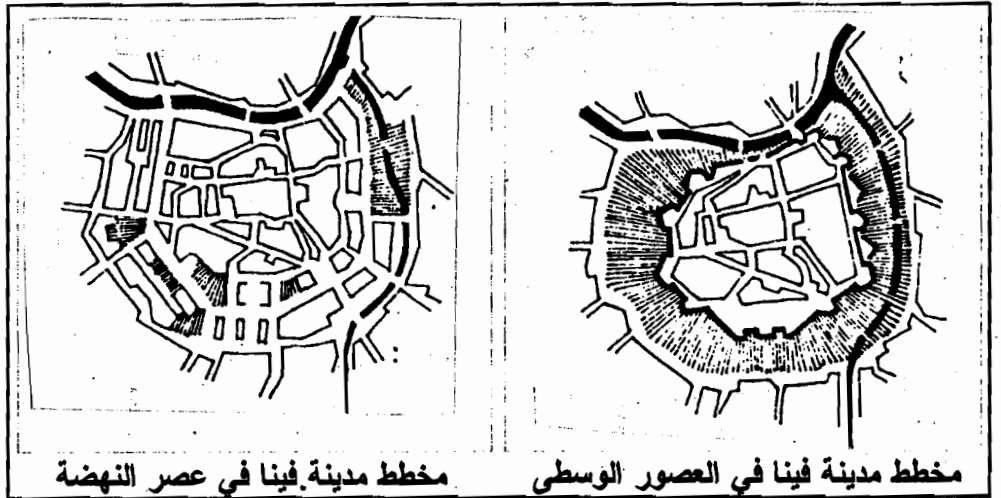 مخطط مدينة فينا في العصور الوسطى
مخطط مدينة فينا في عصر النهضة